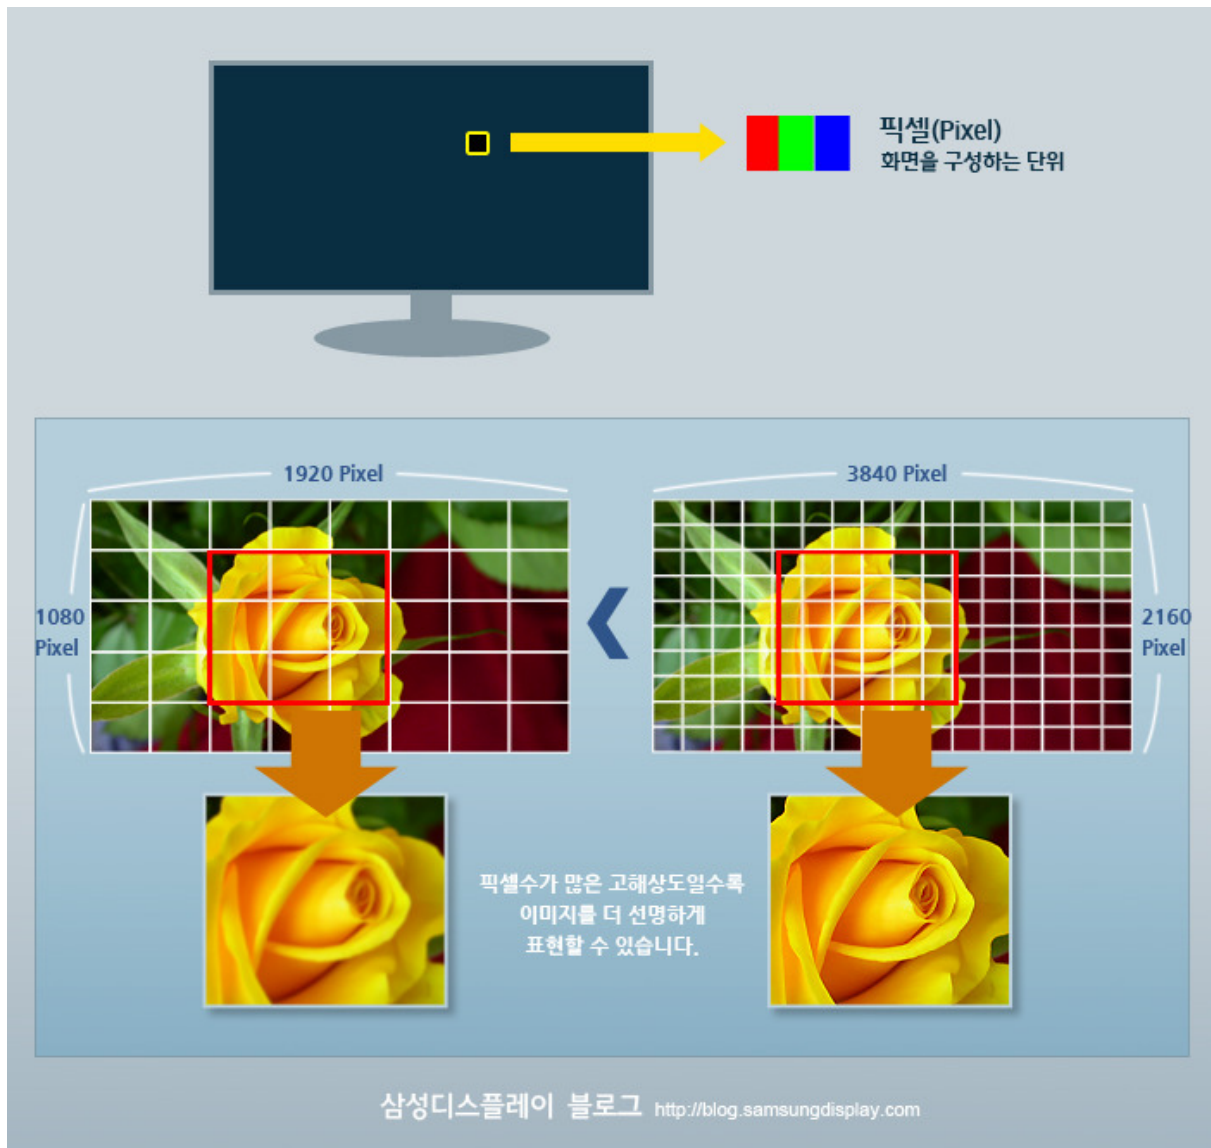 픽셀(Pixel)
화면을 구성하는 단위
1920 Pixel
3840 Pixel
1080
Pixel
2160
Pixel
픽셀수가 많은 고해상도일수록
이미지를 더 선명하게
표현할 수 있습니다.
삼성디스플레이 블로그 http://blog.samsungdisplay.com